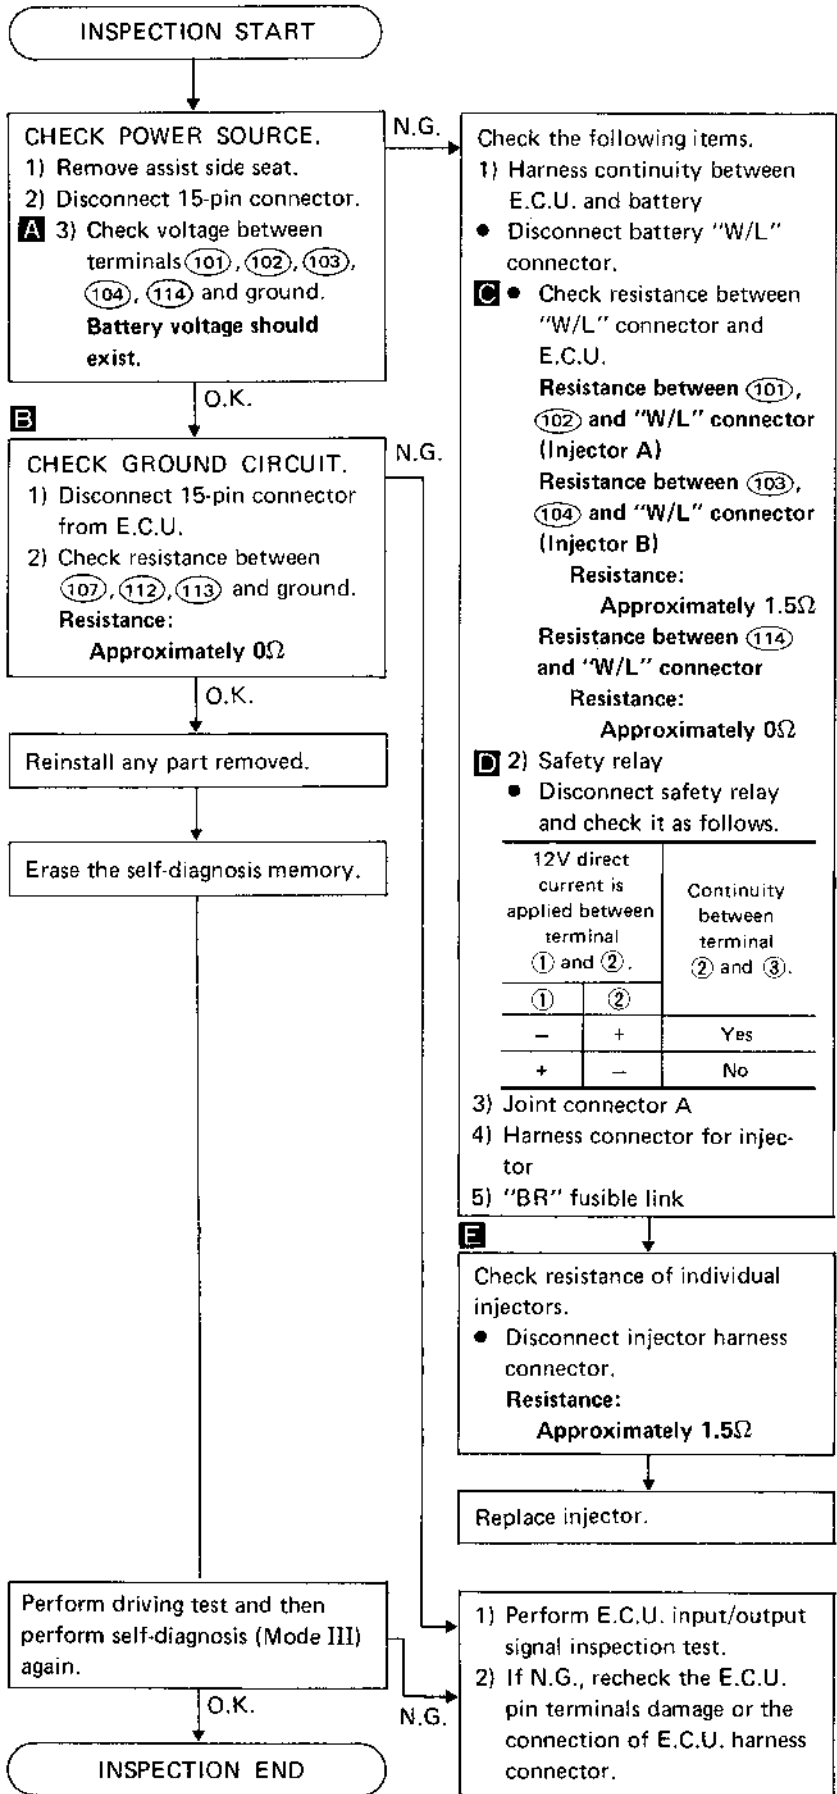 INSPECTION START
CHECK POWER SOURCE.
1) Remove assist side seat.
2) Disconnect 15-pin connector.
A 3) Check voltage between
terminals (101), (102), (103),
(104), (114) and ground.
Battery voltage should
exist.
N.G.
O.K.
B
CHECK GROUND CIRCUIT.
1) Disconnect 15-pin connector
from E.C.U.
2) Check resistance between
(107), (112), (113) and ground.
Resistance:
Approximately 0Ω
N.G.
O.K.
Reinstall any part removed.
Erase the self-diagnosis memory.
Perform driving test and then
perform self-diagnosis (Mode III)
again.
O.K.
N.G.
INSPECTION END
Check the following items.
1) Harness continuity between
E.C.U. and battery
● Disconnect battery "W/L"
connector.
C ● Check resistance between
"W/L" connector and
E.C.U.
Resistance between (101),
(102) and "W/L" connector
(Injector A)
Resistance between (103),
(104) and "W/L" connector
(Injector B)
Resistance:
Approximately 1.5Ω
Resistance between (114)
and "W/L" connector
Resistance:
Approximately 0Ω
D 2) Safety relay
● Disconnect safety relay
and check it as follows.
12V direct
current is
applied between
terminal
① and ②.
Continuity
between
terminal
② and ③.
① ②
– + Yes
+ – No
3) Joint connector A
4) Harness connector for injec-
tor
5) "BR" fusible link
E
Check resistance of individual
injectors.
● Disconnect injector harness
connector.
Resistance:
Approximately 1.5Ω
Replace injector.
1) Perform E.C.U. input/output
signal inspection test.
2) If N.G., recheck the E.C.U.
pin terminals damage or the
connection of E.C.U. harness
connector.